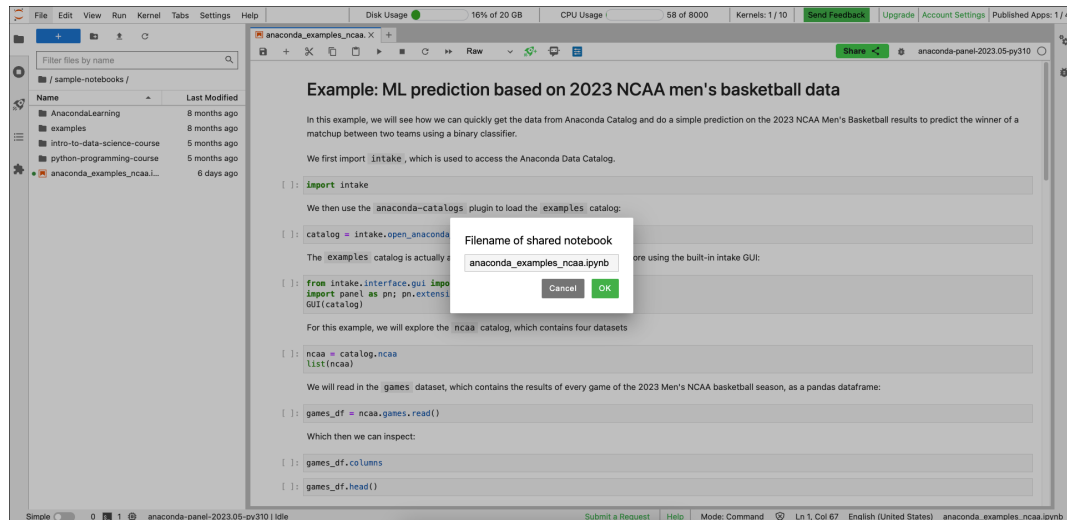 File Edit View Run Kernel Tabs Settings Help Disk Usage 16% of 20 GB CPU Usage 58 of 8000 Kernels: 1 / 10 Send Feedback Upgrade Account Settings Published Apps: 1 /
anaconda_examples_ncaa. × +
Filter files by name
/ sample-notebooks /
Name Last Modified
AnacondaLearning 8 months ago
examples 8 months ago
intro-to-data-science-course 5 months ago
python-programming-course 5 months ago
anaconda_examples_ncaa.i... 6 days ago
Raw Share anaconda-panel-2023.05-py310
Example: ML prediction based on 2023 NCAA men's basketball data
In this example, we will see how we can quickly get the data from Anaconda Catalog and do a simple prediction on the 2023 NCAA Men's Basketball results to predict the winner of a
matchup between two teams using a binary classifier.
We first import intake , which is used to access the Anaconda Data Catalog.
[ ]: import intake
We then use the anaconda-catalogs plugin to load the examples catalog:
[ ]: catalog = intake.open_anaconda
The examples catalog is actually ore using the built-in intake GUI:
[ ]: from intake.interface.gui impo
import panel as pn; pn.extensi
GUI(catalog)
Filename of shared notebook
anaconda_examples_ncaa.ipynb
Cancel OK
For this example, we will explore the ncaa catalog, which contains four datasets
[ ]: ncaa = catalog.ncaa
list(ncaa)
We will read in the games dataset, which contains the results of every game of the 2023 Men's NCAA basketball season, as a pandas dataframe:
[ ]: games_df = ncaa.games.read()
Which then we can inspect:
[ ]: games_df.columns
[ ]: games_df.head()
Simple 0 1 anaconda-panel-2023.05-py310 | Idle Submit a Request Help Mode: Command Ln 1, Col 67 English (United States) anaconda_examples_ncaa.ipynb